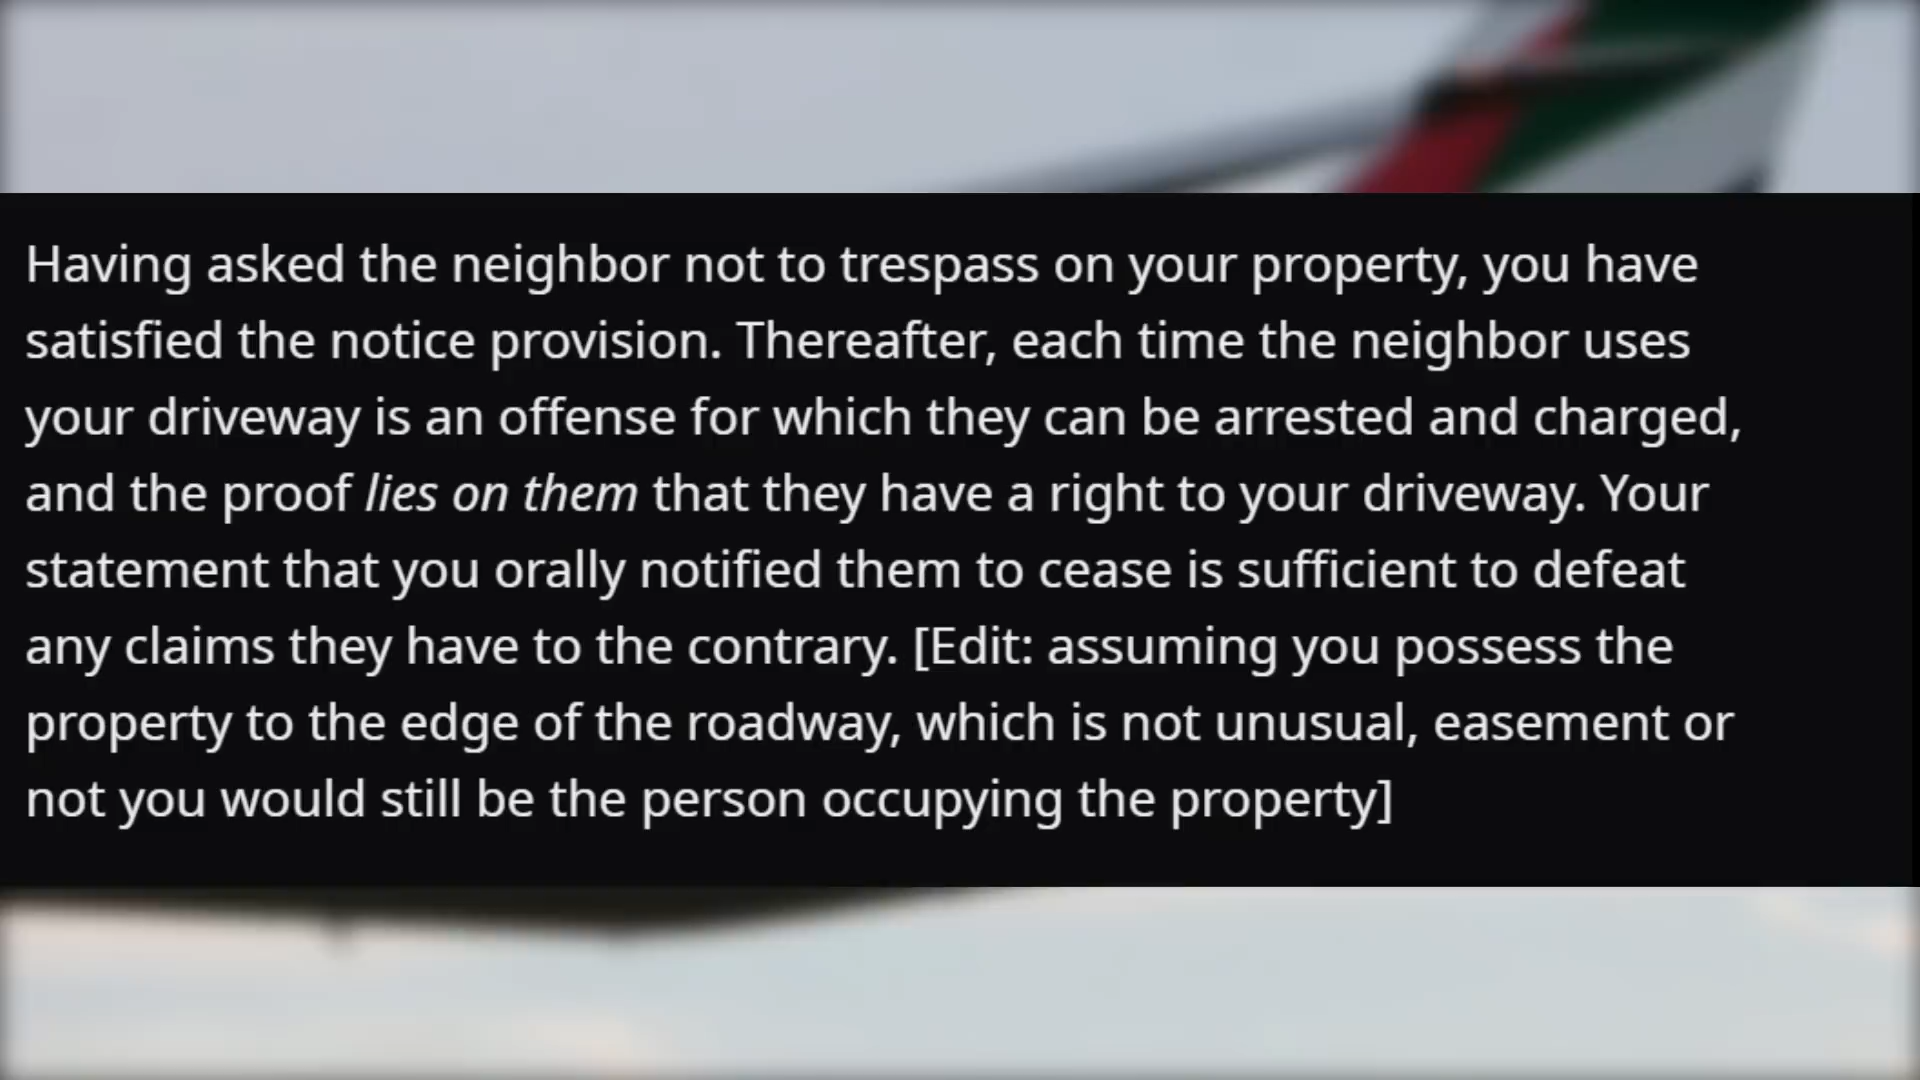 Having asked the neighbor not to trespass on your property, you have
satisfied the notice provision. Thereafter, each time the neighbor uses
your driveway is an offense for which they can be arrested and charged,
and the proof lies on them that they have a right to your driveway. Your
statement that you orally notified them to cease is sufficient to defeat
any claims they have to the contrary. [Edit: assuming you possess the
property to the edge of the roadway, which is not unusual, easement or
not you would still be the person occupying the property]